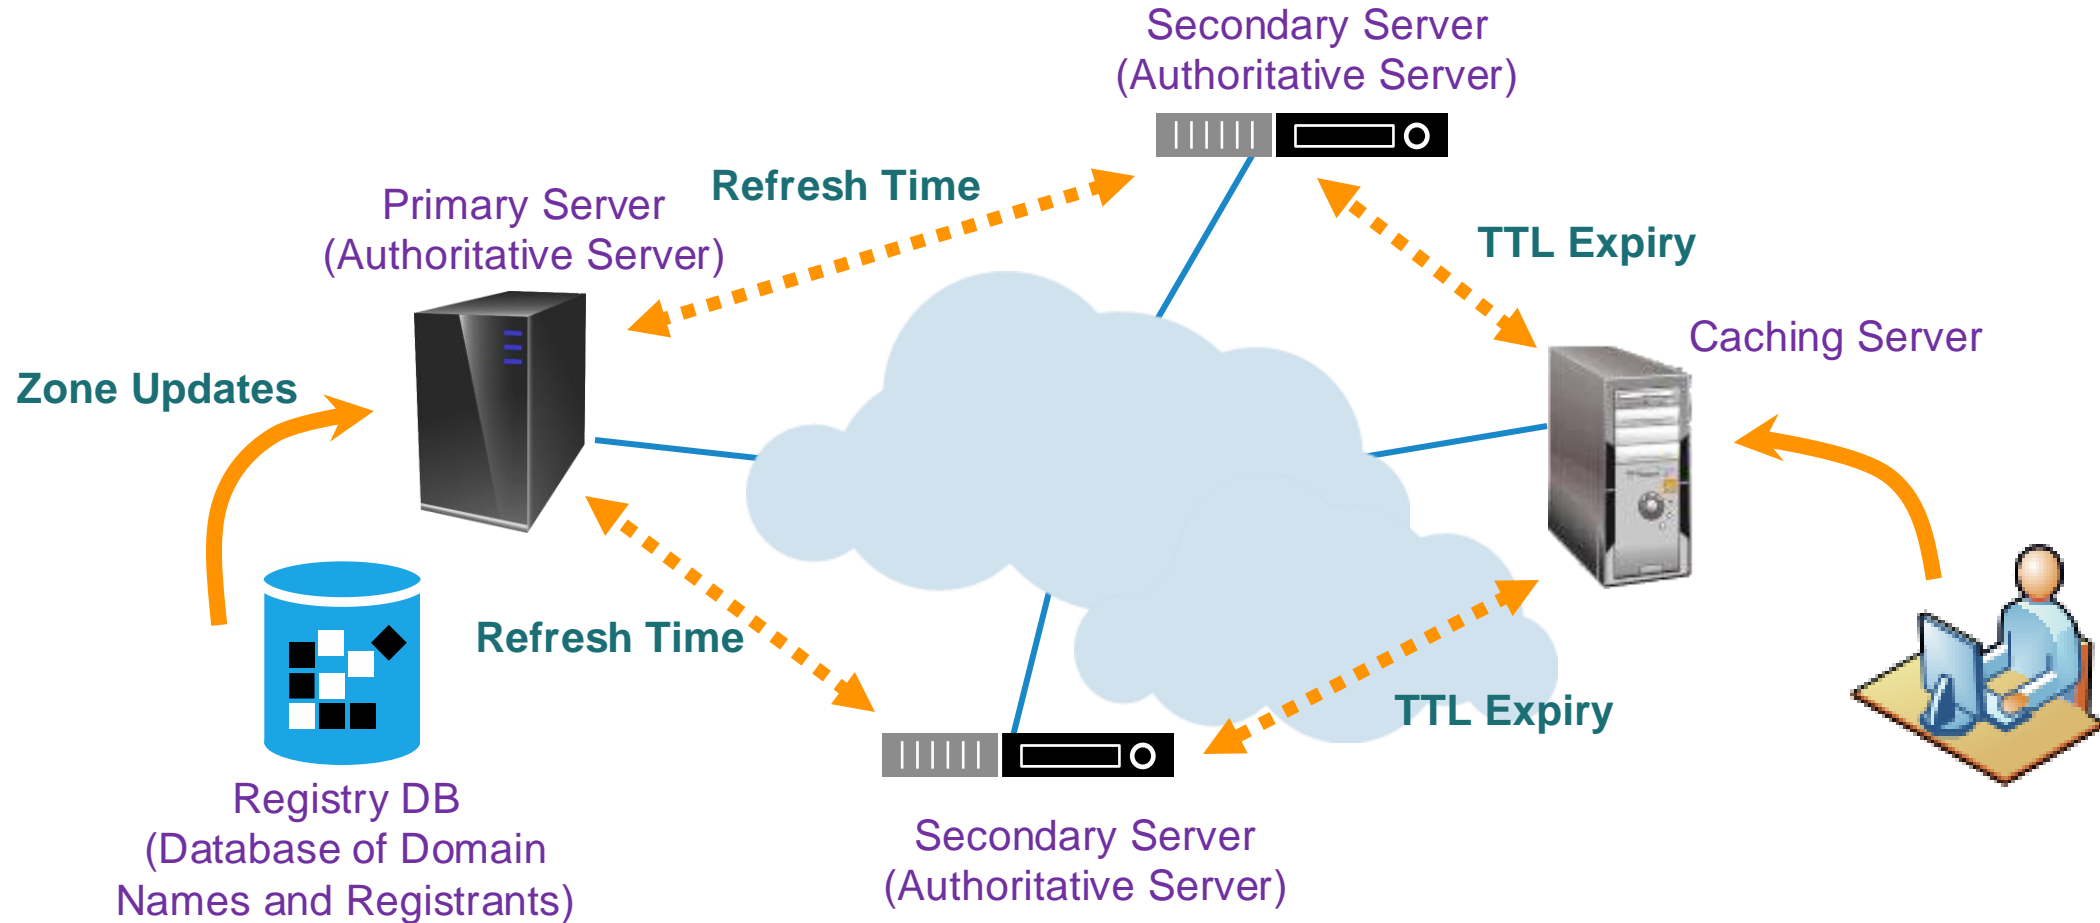 Secondary Server
(Authoritative Server)
Refresh Time
Primary Server
(Authoritative Server)
TTL Expiry
Caching Server
Zone Updates
Refresh Time
TTL Expiry
Registry DB
(Database of Domain
Names and Registrants)
Secondary Server
(Authoritative Server)